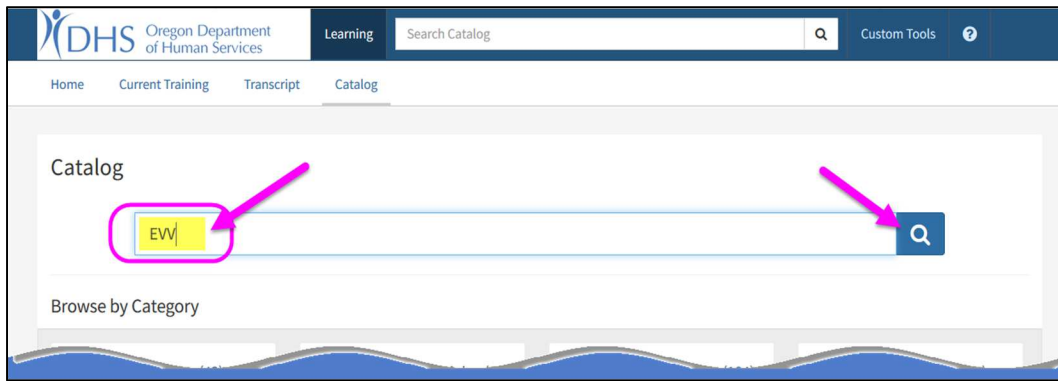 DHS Oregon Department
of Human Services
Learning
Search Catalog
Custom Tools
?
Home Current Training Transcript Catalog
Catalog
EVV
Browse by Category